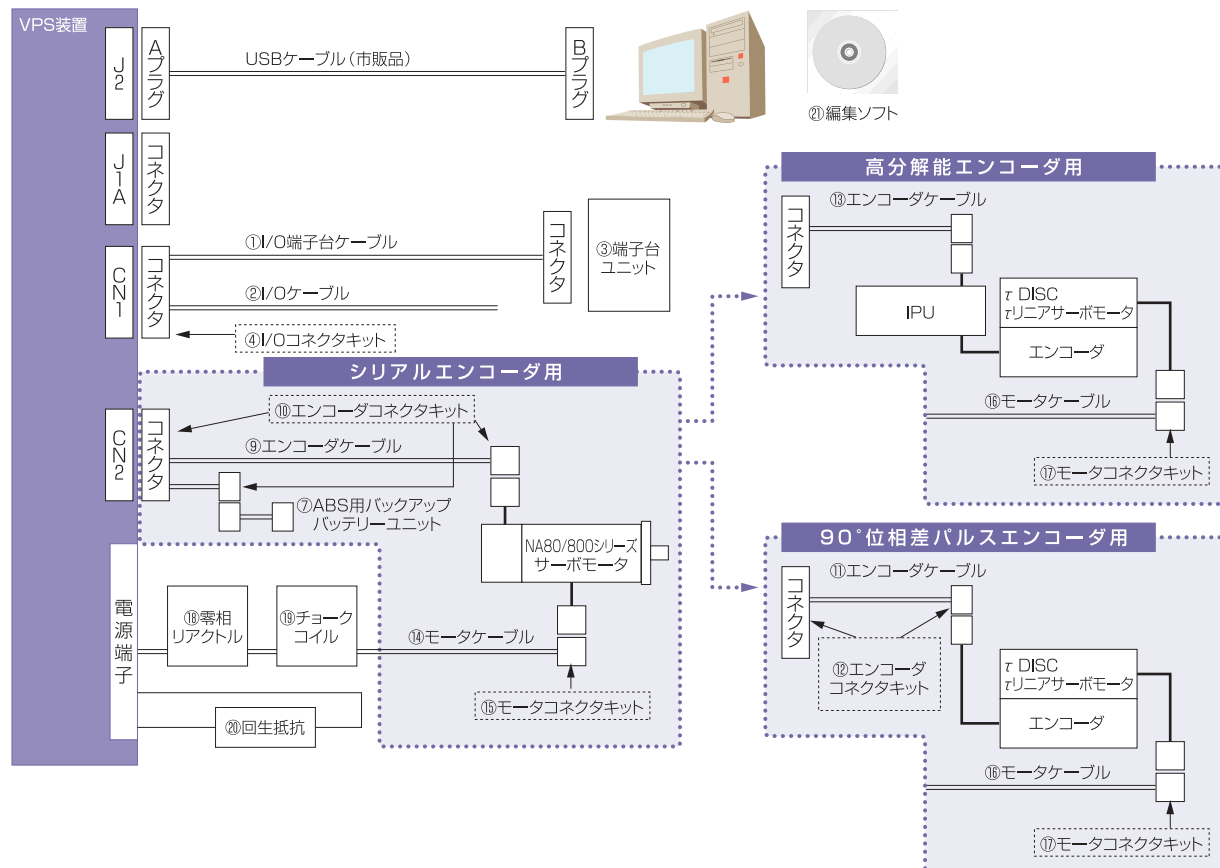 VPS装置
J2
Aプラグ
USBケーブル(市販品)
Bプラグ
㉑編集ソフト
J1A
コネクタ
CN1
コネクタ
①I/O端子台ケーブル
コネクタ
③端子台
ユニット
②I/Oケーブル
④I/Oコネクタキット
シリアルエンコーダ用
CN2
コネクタ
⑩エンコーダコネクタキット
⑨エンコーダケーブル
⑦ABS用バックアップ
バッテリーユニット
NA80/800シリーズ
サーボモータ
電源端子
⑱零相
リアクトル
⑲チョーク
コイル
⑭モータケーブル
⑮モータコネクタキット
⑳回生抵抗
高分解能エンコーダ用
コネクタ
⑬エンコーダケーブル
IPU
τ DISC
τリニアサーボモータ
エンコーダ
⑯モータケーブル
⑰モータコネクタキット
90°位相差パルスエンコーダ用
コネクタ
⑪エンコーダケーブル
⑫エンコーダ
コネクタキット
τ DISC
τリニアサーボモータ
エンコーダ
⑯モータケーブル
⑰モータコネクタキット